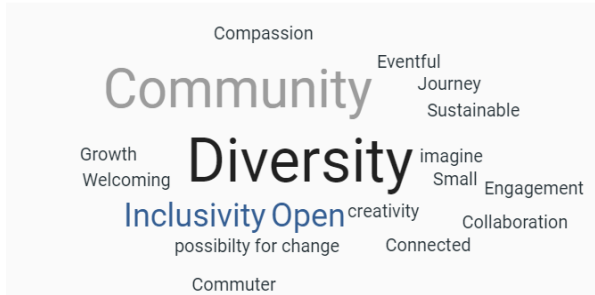 Compassion
Eventful
Community
Journey
Sustainable
Growth
Diversity
imagine
Welcoming
Small
Engagement
Inclusivity Open
creativity
Collaboration
possibilty for change
Connected
Commuter